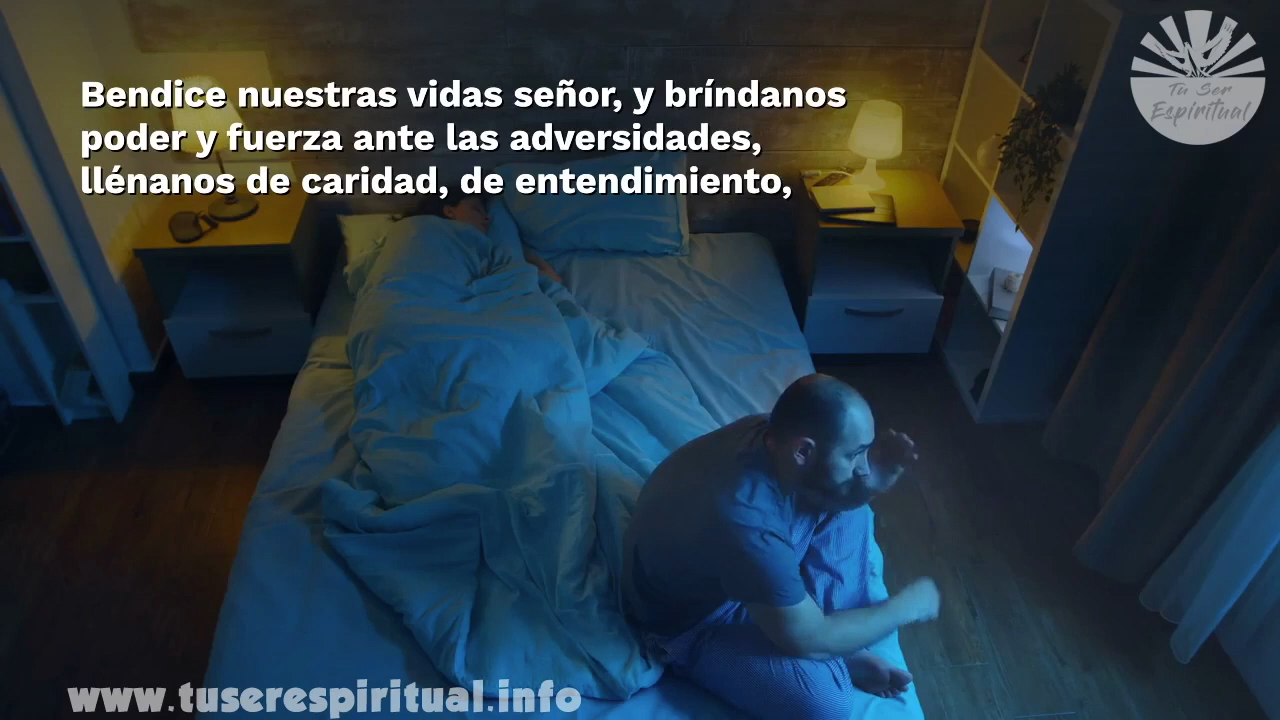 Bendice nuestras vidas señor, y bríndanos
poder y fuerza ante las adversidades,
llénanos de caridad, de entendimiento,
Tu Ser
Espiritual
www.tuserespiritual.info